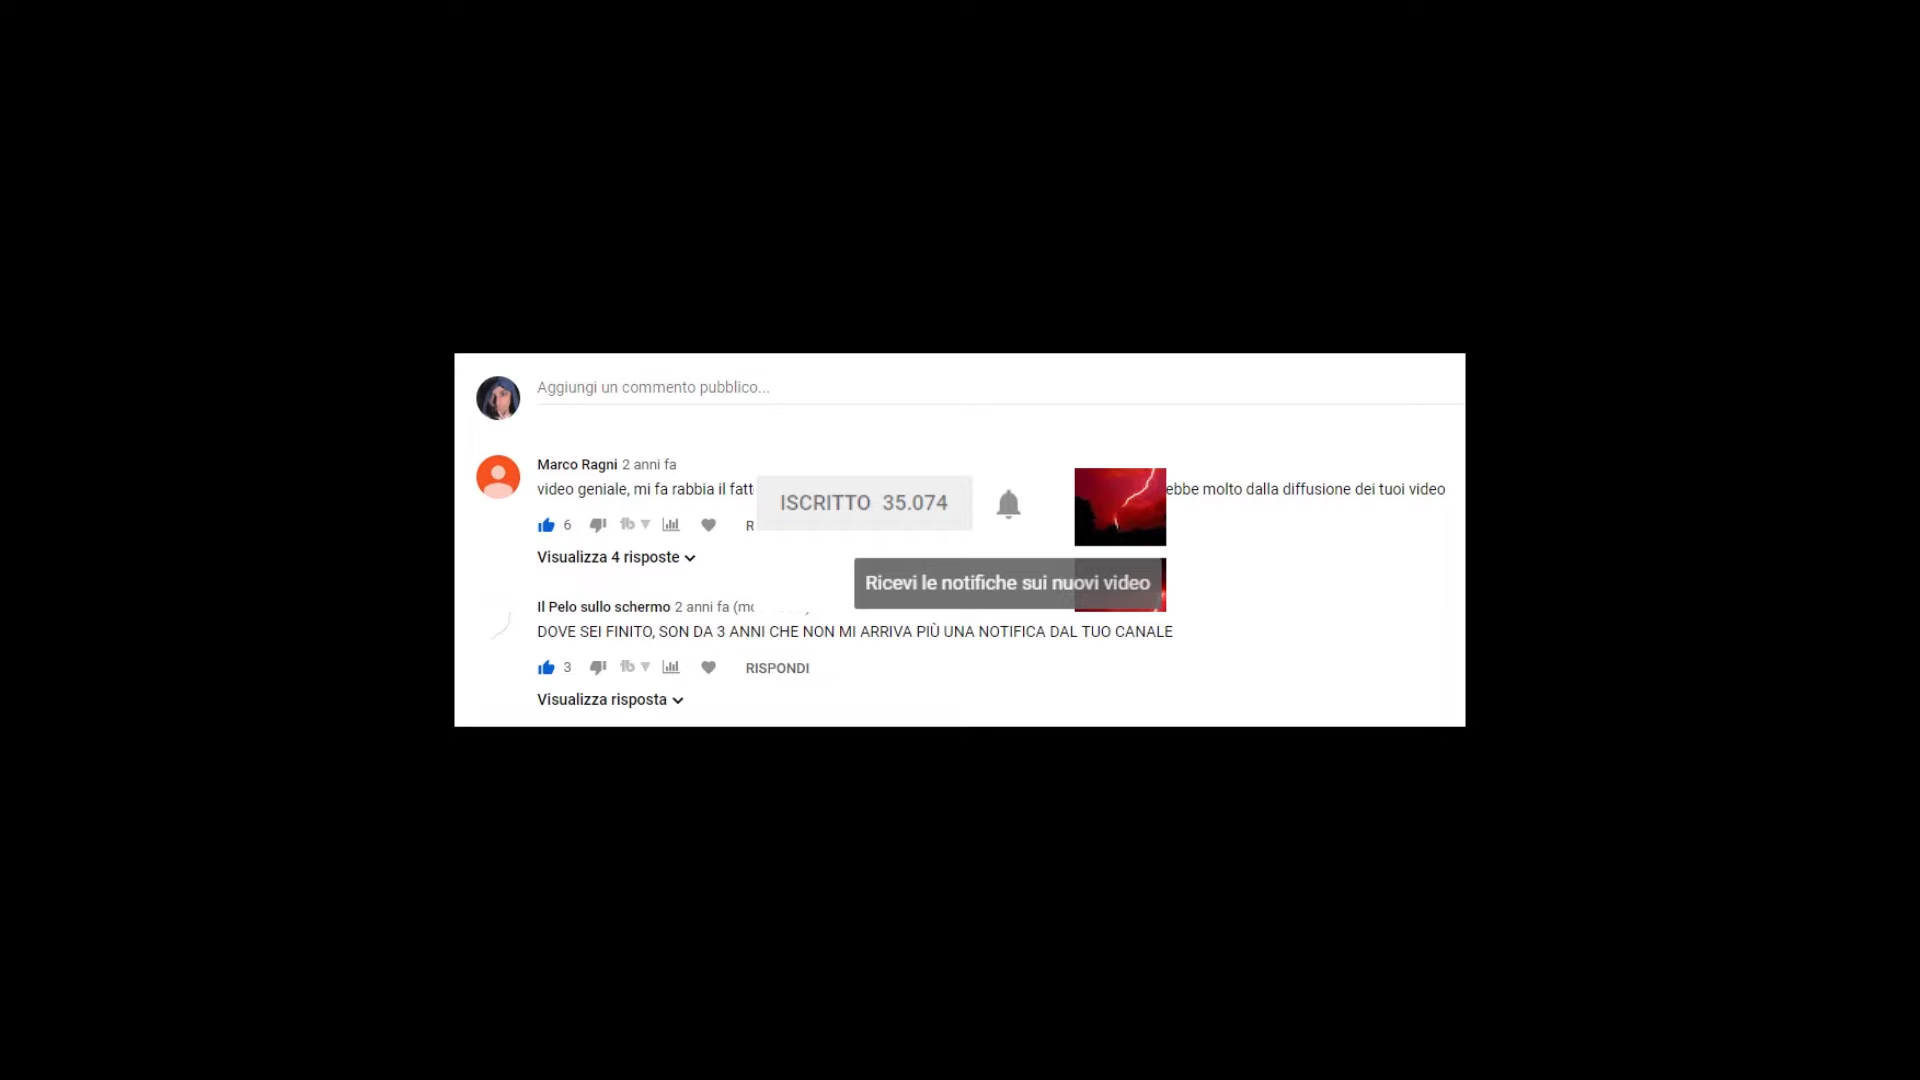 Aggiungi un commento pubblico...
Marco Ragni 2 anni fa
video geniale, mi fa rabbia il fatt
ebbe molto dalla diffusione dei tuoi video
ISCRITTO 35.074
6
R
Visualizza 4 risposte
Ricevi le notifiche sui nuovi video
Il Pelo sullo schermo 2 anni fa
DOVE SEI FINITO, SON DA 3 ANNI CHE NON MI ARRIVA PIÙ UNA NOTIFICA DAL TUO CANALE
3 RISPONDI
Visualizza risposta